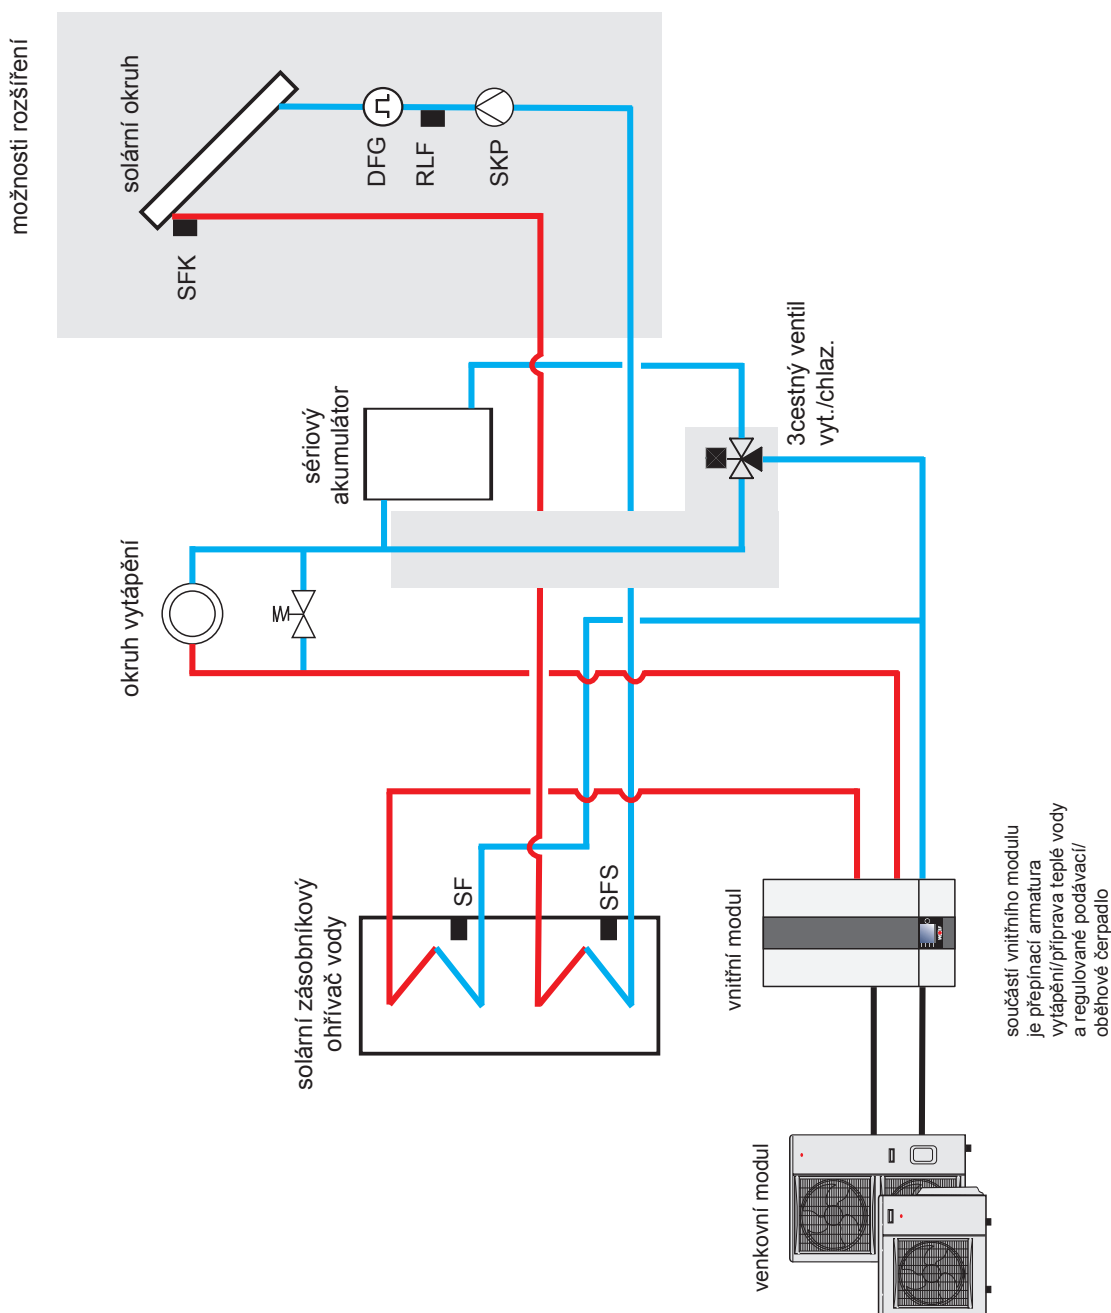 možnosti rozšíření
solární okruh
SFK
DFG
RLF
SKP
sériový
akumulátor
3cestný ventil
vyt./chlaz.
okruh vytápění
solární zásobníkový
ohřívač vody
SF
SFS
vnitřní modul
součástí vnitřního modulu
je přepínací armatura
vytápění/příprava teplé vody
a regulované podávací/
oběhové čerpadlo
venkovní modul